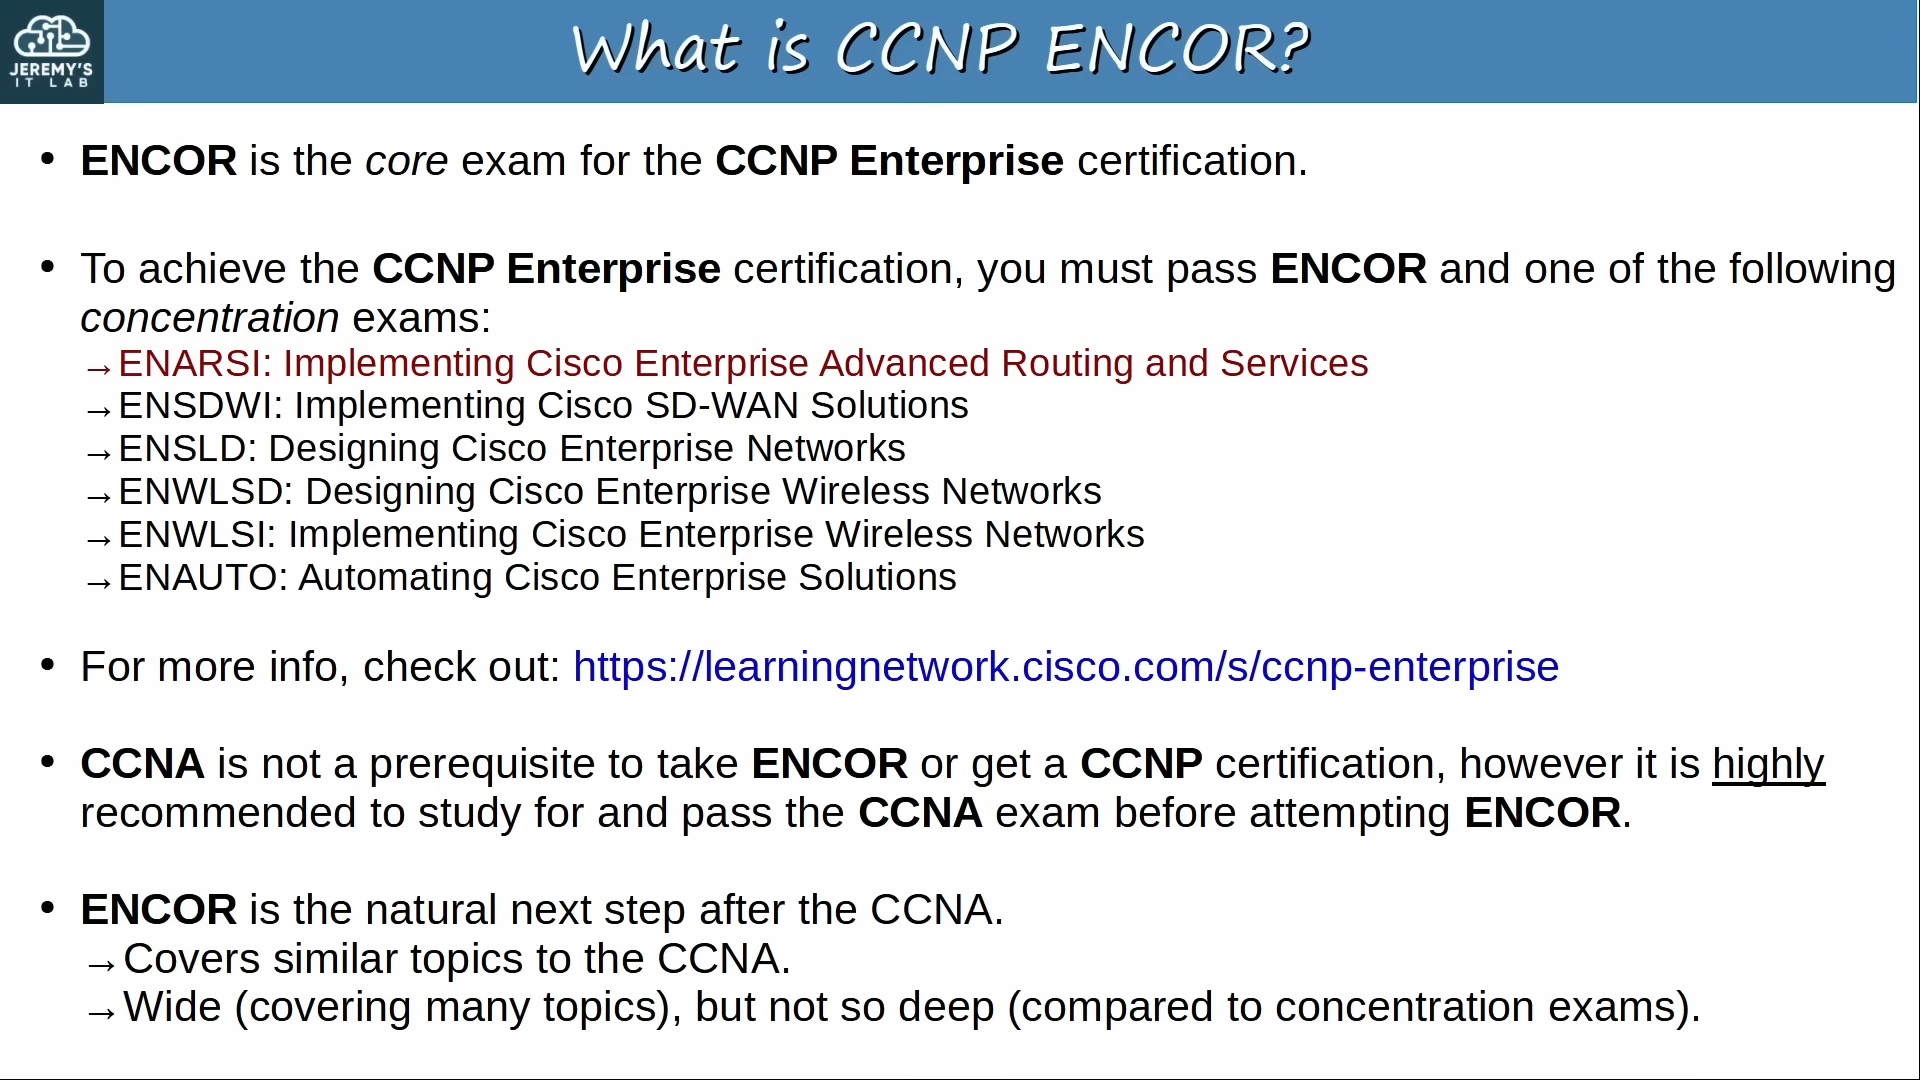 JEREMY'S
IT LAB
What is CCNP ENCOR?
• ENCOR is the core exam for the CCNP Enterprise certification.
• To achieve the CCNP Enterprise certification, you must pass ENCOR and one of the following
concentration exams:
→ENARSI: Implementing Cisco Enterprise Advanced Routing and Services
→ENSDWI: Implementing Cisco SD-WAN Solutions
→ENSLD: Designing Cisco Enterprise Networks
→ENWLSD: Designing Cisco Enterprise Wireless Networks
→ENWLSI: Implementing Cisco Enterprise Wireless Networks
→ENAUTO: Automating Cisco Enterprise Solutions
• For more info, check out: https://learningnetwork.cisco.com/s/ccnp-enterprise
• CCNA is not a prerequisite to take ENCOR or get a CCNP certification, however it is highly
recommended to study for and pass the CCNA exam before attempting ENCOR.
• ENCOR is the natural next step after the CCNA.
→Covers similar topics to the CCNA.
→Wide (covering many topics), but not so deep (compared to concentration exams).